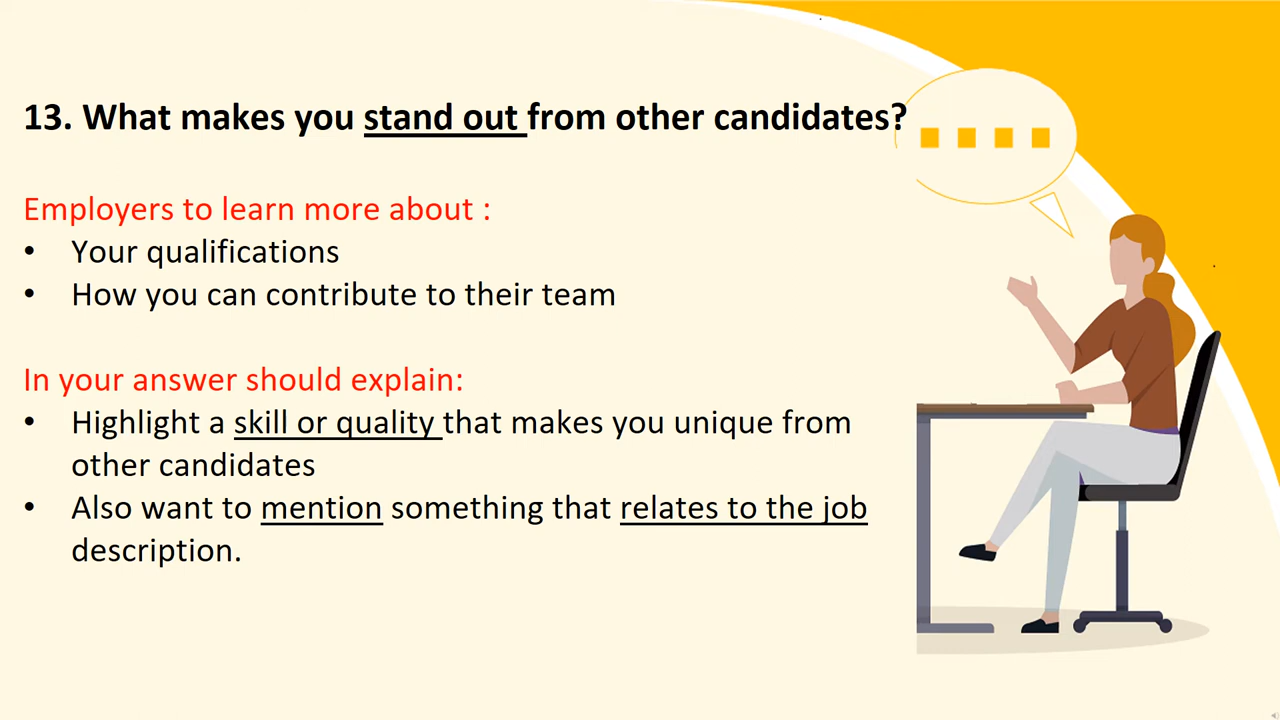 13. What makes you stand out from other candidates?
Employers to learn more about :
• Your qualifications
• How you can contribute to their team
In your answer should explain:
• Highlight a skill or quality that makes you unique from
other candidates
• Also want to mention something that relates to the job
description.